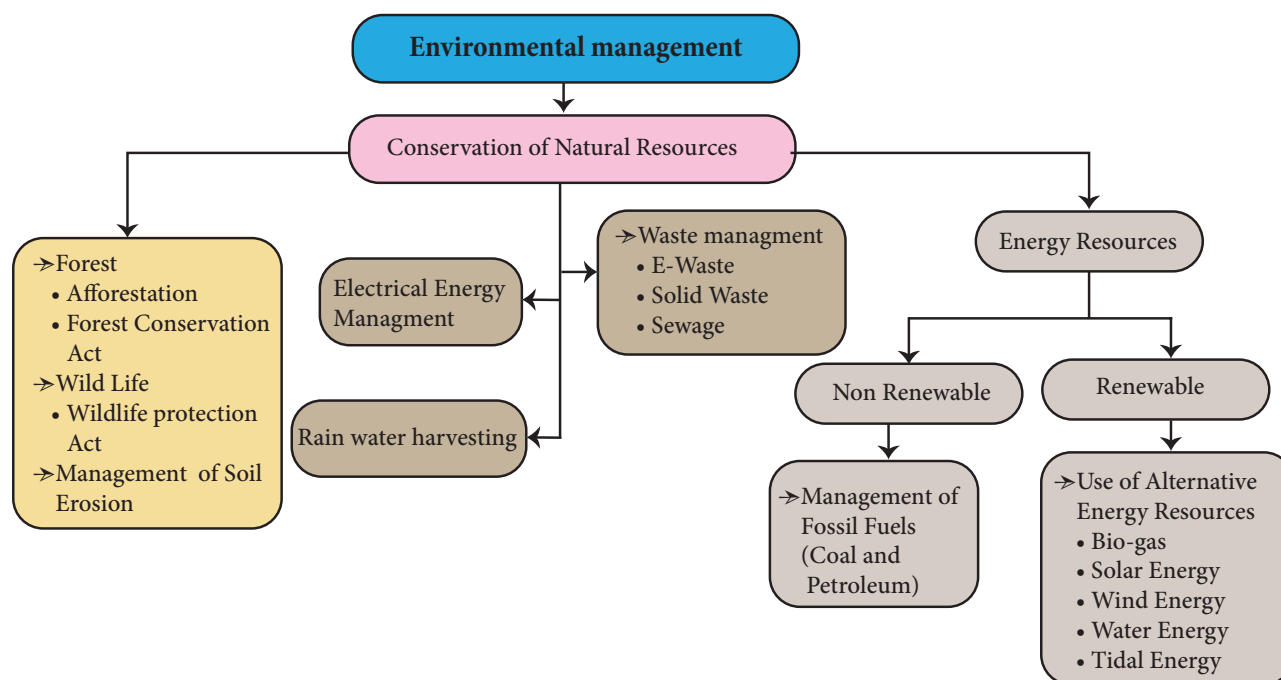 Environmental management
Conservation of Natural Resources
→Forest
• Afforestation
• Forest Conservation
Act
→Wild Life
• Wildlife protection
Act
→Management of Soil
Erosion
Electrical Energy
Managment
Rain water harvesting
→Waste managment
• E-Waste
• Solid Waste
• Sewage
Energy Resources
Non Renewable
→Management of
Fossil Fuels
(Coal and
Petroleum)
Renewable
→Use of Alternative
Energy Resources
• Bio-gas
• Solar Energy
• Wind Energy
• Water Energy
• Tidal Energy